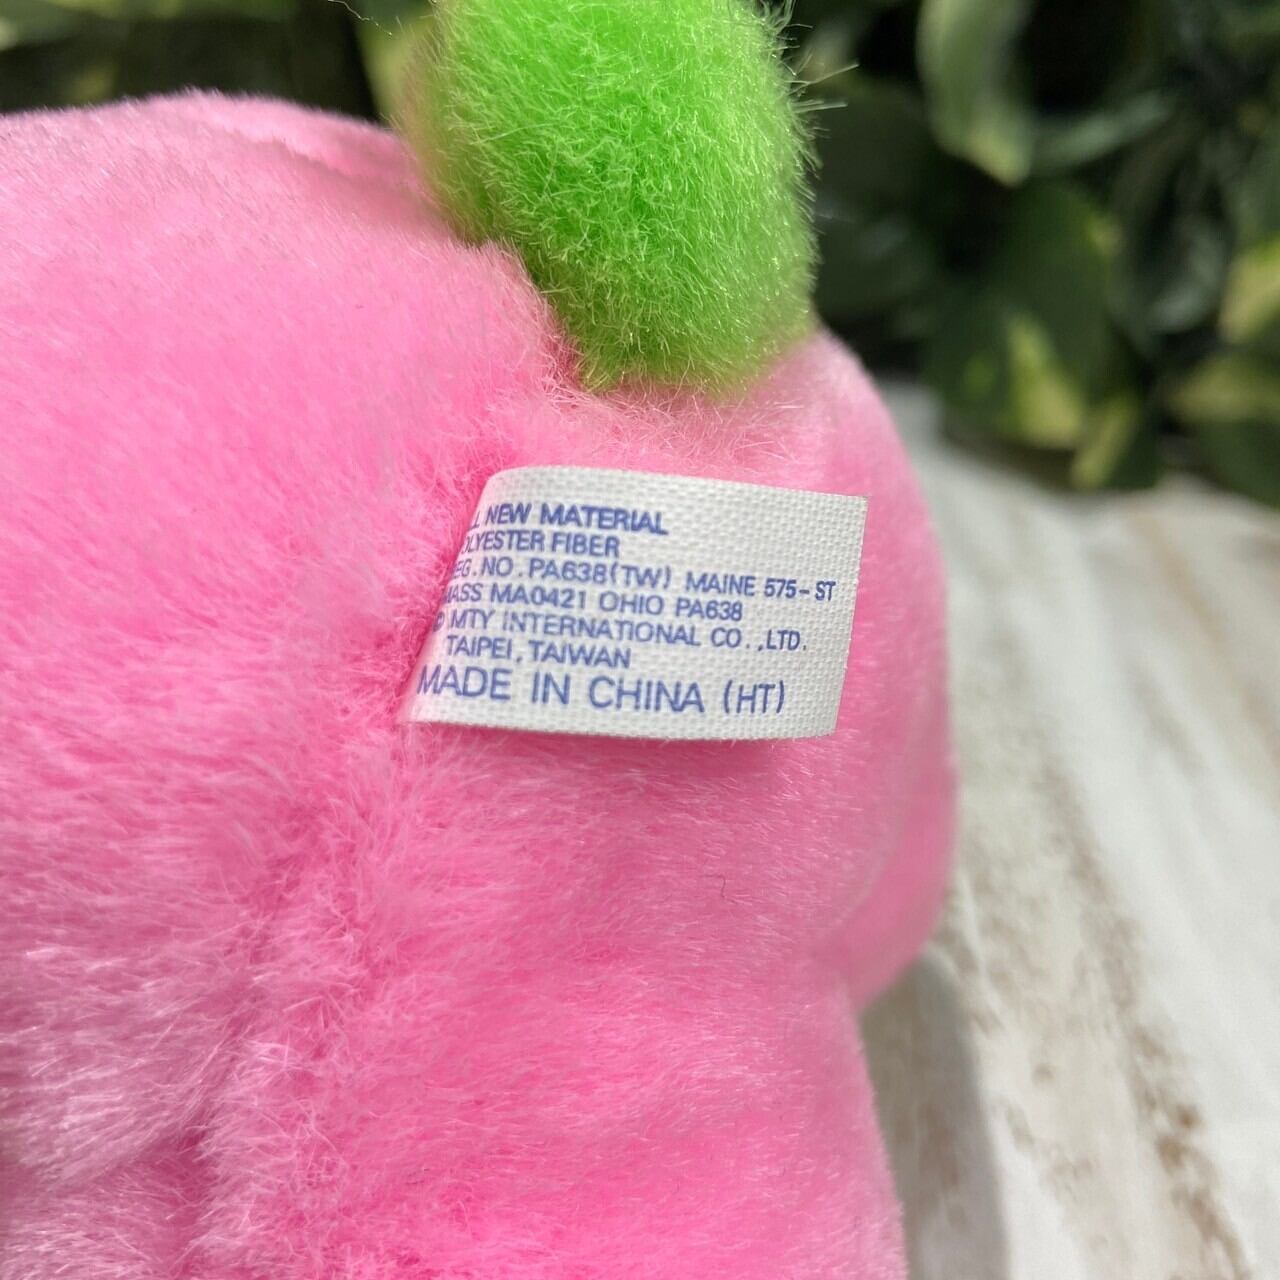 L NEW MATERIAL
OLYESTER FIBER
EG. NO. PA638(TW) MAINE 575-ST
MASS MA0421 OHIO PA638
© MTY INTERNATIONAL CO., LTD.
TAIPEI, TAIWAN
MADE IN CHINA (HT)